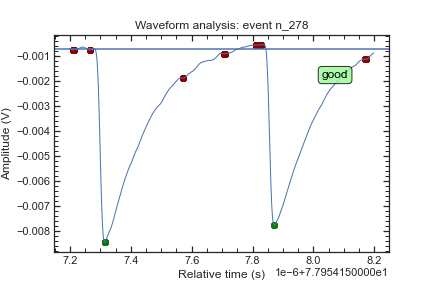 Waveform analysis: event n_278
Amplitude (V)
−0.001
−0.002
−0.003
−0.004
−0.005
−0.006
−0.007
−0.008
good
7.2
7.4
7.6
7.8
8.0
8.2
Relative time (s)
1e-6+7.7954150000e1